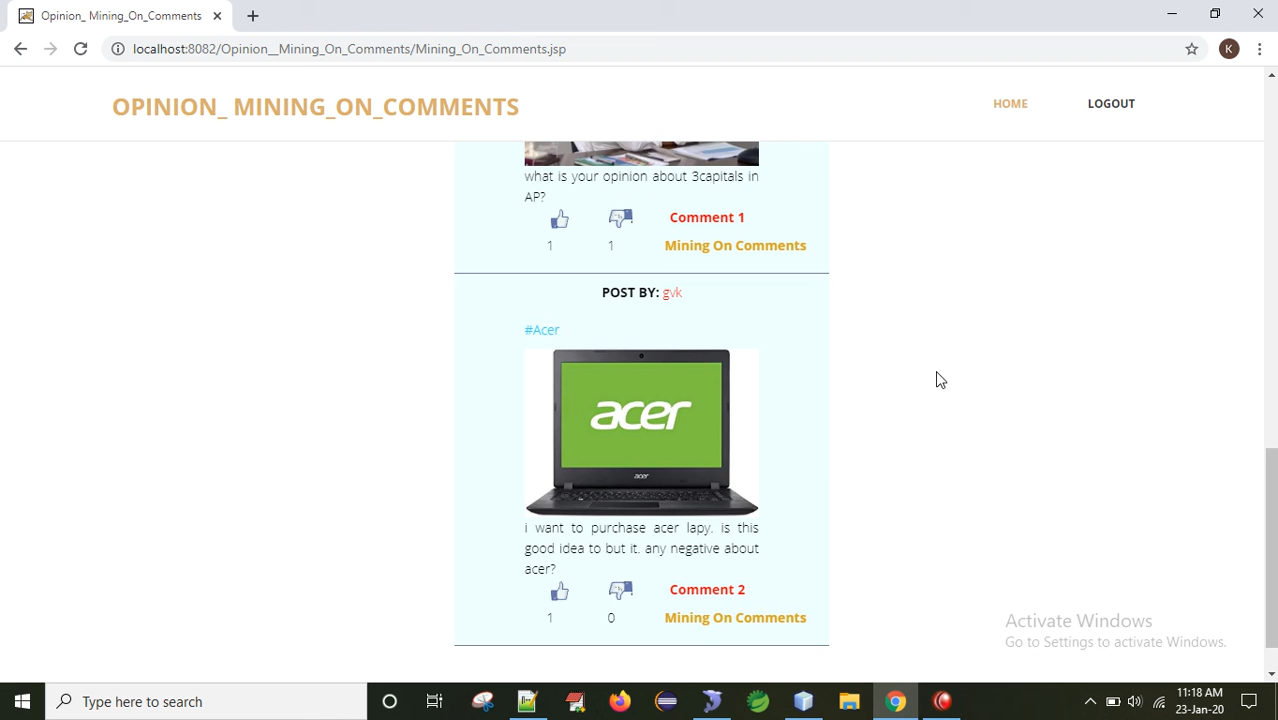 Opinion_ Mining_On_Comments
localhost:8082/Opinion__Mining_On_Comments/Mining_On_Comments.jsp
K
OPINION_ MINING_ON_COMMENTS
HOME
LOGOUT
what is your opinion about 3capitals in
AP?
Comment 1
1
1
Mining On Comments
POST BY: gvk
#Acer
acer
acer
i want to purchase acer lapy. is this
good idea to but it. any negative about
acer?
Comment 2
1
0
Mining On Comments
Activate Windows
Go to Settings to activate Windows.
Type here to search
11:18 AM
23-Jan-20